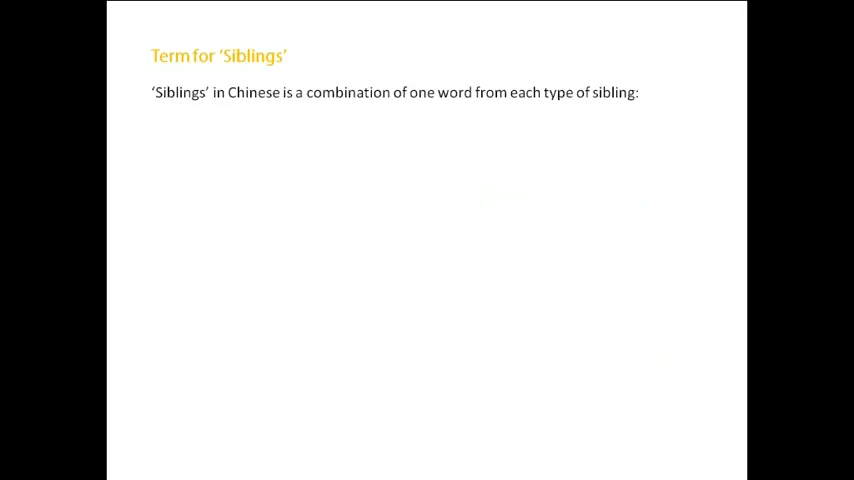 Term for ‘Siblings’
‘Siblings’ in Chinese is a combination of one word from each type of sibling: